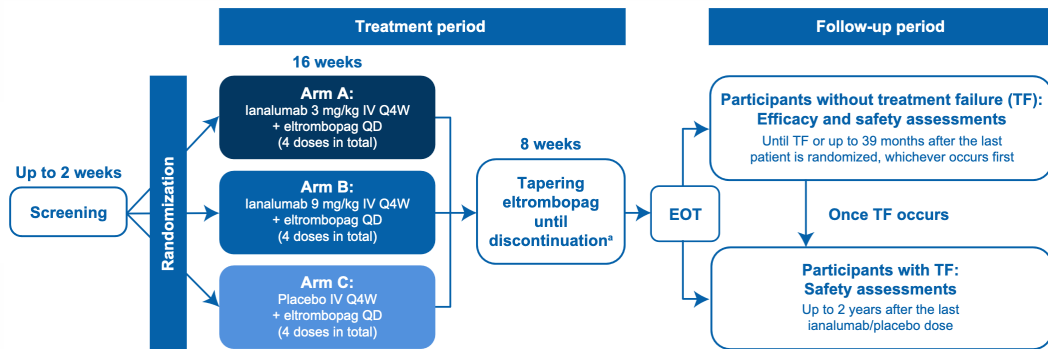 Treatment period
Follow-up period
16 weeks
Up to 2 weeks
Screening
Randomization
Arm A:
Ianalumab 3 mg/kg IV Q4W
+ eltrombopag QD
(4 doses in total)
Arm B:
Ianalumab 9 mg/kg IV Q4W
+ eltrombopag QD
(4 doses in total)
Arm C:
Placebo IV Q4W
+ eltrombopag QD
(4 doses in total)
8 weeks
Tapering
eltrombopag
until
discontinuationᵃ
EOT
Participants without treatment failure (TF):
Efficacy and safety assessments
Until TF or up to 39 months after the last
patient is randomized, whichever occurs first
Once TF occurs
Participants with TF:
Safety assessments
Up to 2 years after the last
ianalumab/placebo dose